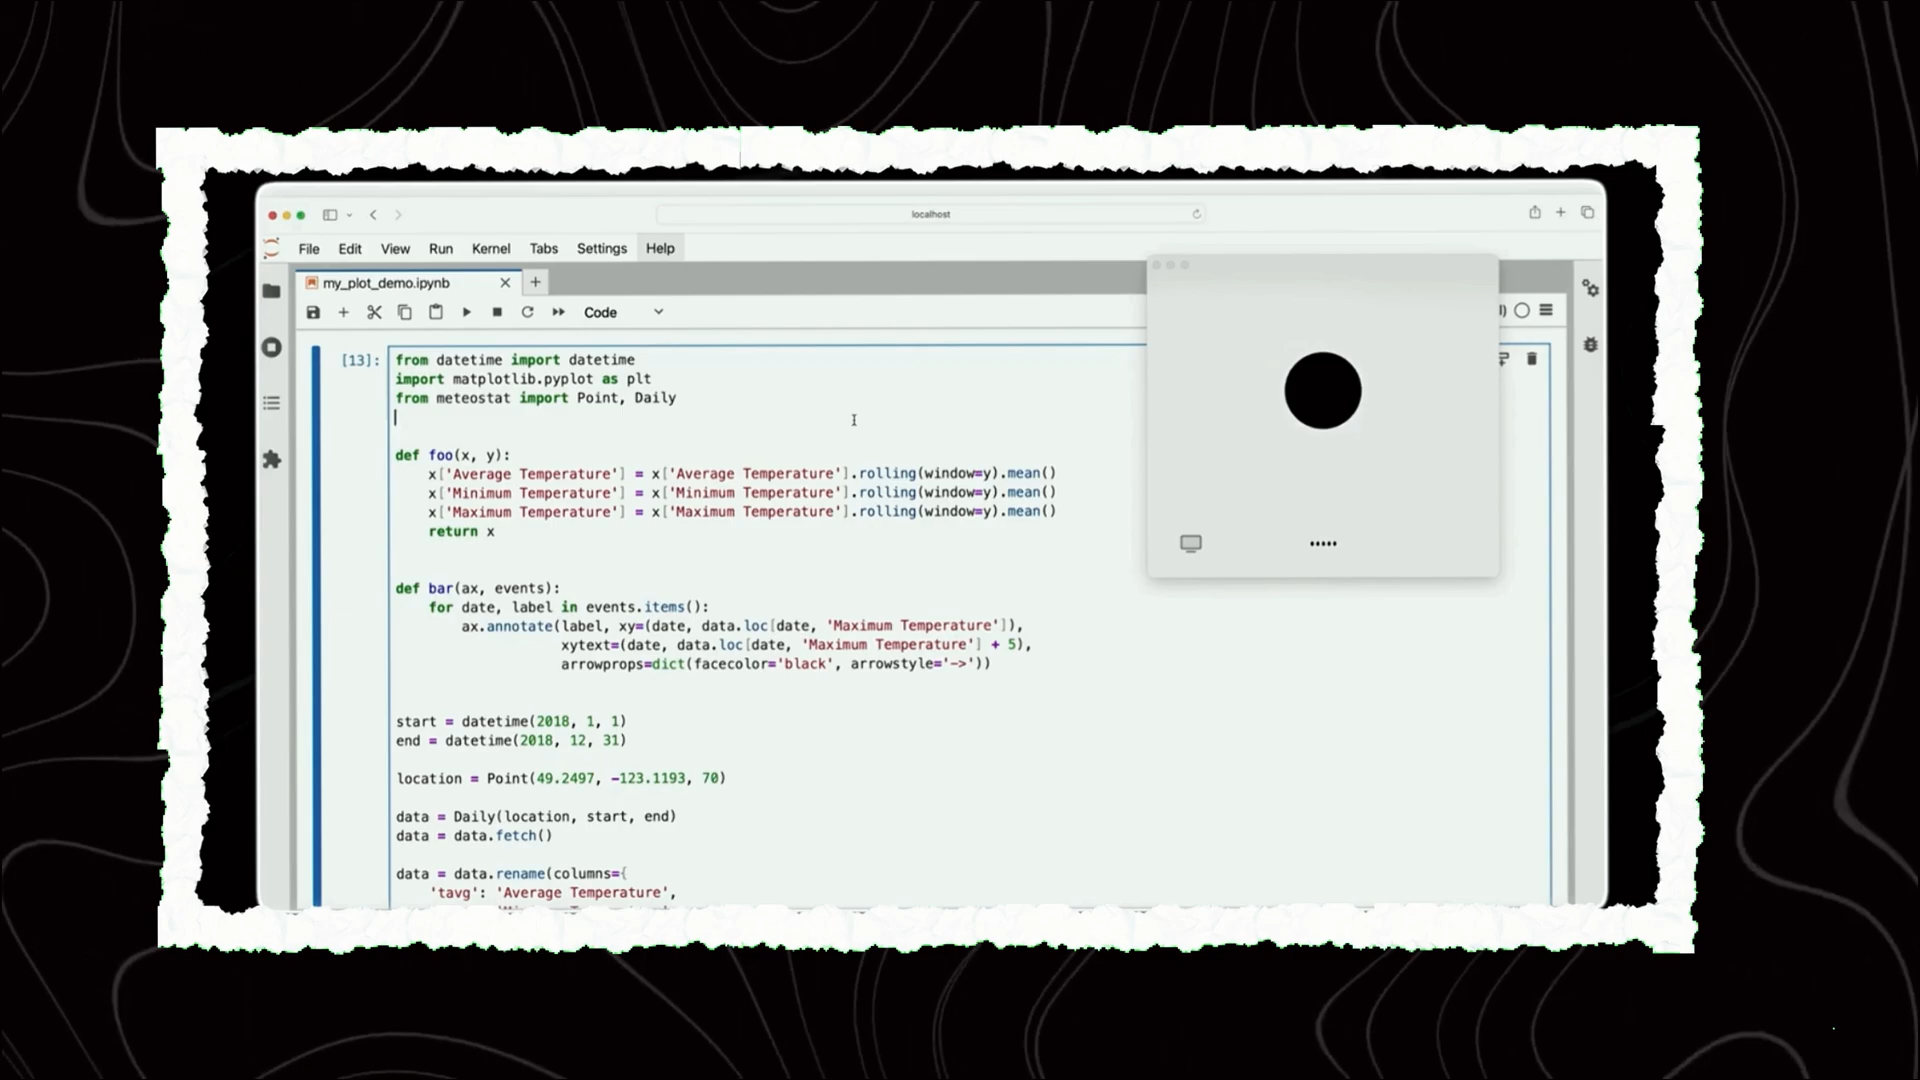 localhost
File Edit View Run Kernel Tabs Settings Help
my_plot_demo.ipynb
Code
[13]:
from datetime import datetime
import matplotlib.pyplot as plt
from meteostat import Point, Daily
def foo(x, y):
x['Average Temperature'] = x['Average Temperature'].rolling(window=y).mean()
x['Minimum Temperature'] = x['Minimum Temperature'].rolling(window=y).mean()
x['Maximum Temperature'] = x['Maximum Temperature'].rolling(window=y).mean()
return x
def bar(ax, events):
for date, label in events.items():
ax.annotate(label, xy=(date, data.loc[date, 'Maximum Temperature']),
xytext=(date, data.loc[date, 'Maximum Temperature'] + 5),
arrowprops=dict(facecolor='black', arrowstyle='->'))
start = datetime(2018, 1, 1)
end = datetime(2018, 12, 31)
location = Point(49.2497, -123.1193, 70)
data = Daily(location, start, end)
data = data.fetch()
data = data.rename(columns={
'tavg': 'Average Temperature',